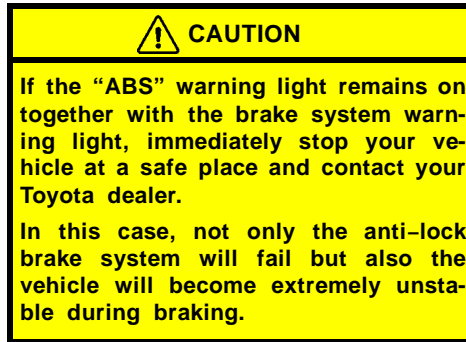 CAUTION
If the “ABS” warning light remains on
together with the brake system warn-
ing light, immediately stop your ve-
hicle at a safe place and contact your
Toyota dealer.
In this case, not only the anti−lock
brake system will fail but also the
vehicle will become extremely unsta-
ble during braking.